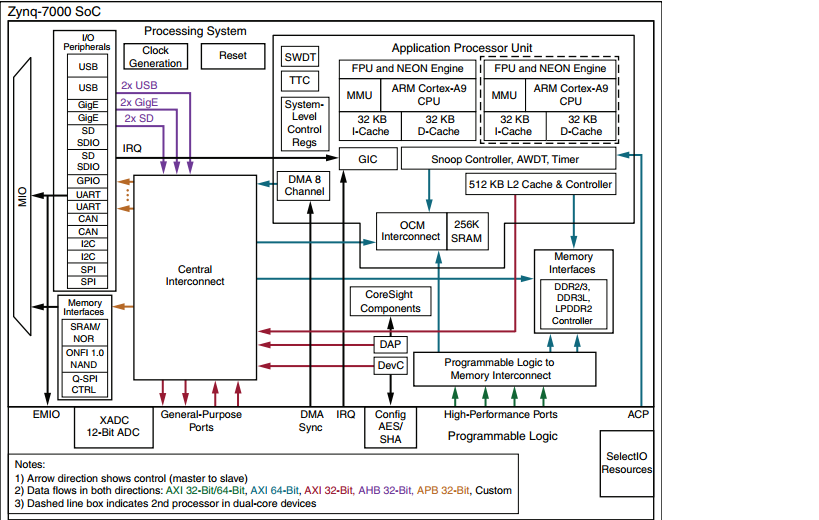 Zynq-7000 SoC
Processing System
I/O
Peripherals
USB
USB
GigE
GigE
SD
SDIO
SD
SDIO
GPIO
UART
UART
CAN
CAN
I2C
I2C
SPI
SPI
MIO
Memory
Interfaces
SRAM/
NOR
ONFI 1.0
NAND
Q-SPI
CTRL
Clock
Generation
Reset
2x USB
2x GigE
2x SD
IRQ
Central
Interconnect
SWDT
TTC
System-
Level
Control
Regs
DMA 8
Channel
Application Processor Unit
FPU and NEON Engine
MMU
ARM Cortex-A9
CPU
32 KB
I-Cache
32 KB
D-Cache
FPU and NEON Engine
MMU
ARM Cortex-A9
CPU
32 KB
I-Cache
32 KB
D-Cache
GIC
Snoop Controller, AWDT, Timer
512 KB L2 Cache & Controller
OCM
Interconnect
256K
SRAM
Memory
Interfaces
DDR2/3,
DDR3L,
LPDDR2
Controller
CoreSight
Components
DAP
DevC
Programmable Logic to
Memory Interconnect
EMIO
XADC
12-Bit ADC
General-Purpose
Ports
DMA
Sync
IRQ
Config
AES/
SHA
High-Performance Ports
ACP
Programmable Logic
SelectIO
Resources
Notes:
1) Arrow direction shows control (master to slave)
2) Data flows in both directions: AXI 32-Bit/64-Bit, AXI 64-Bit, AXI 32-Bit, AHB 32-Bit, APB 32-Bit, Custom
3) Dashed line box indicates 2nd processor in dual-core devices